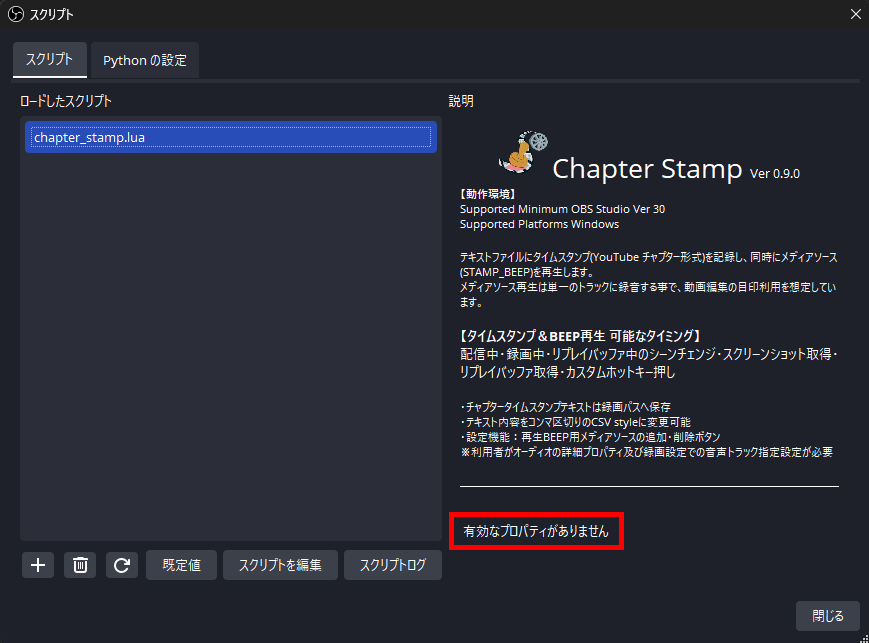 スクリプト
スクリプト
Python の設定
ロードしたスクリプト
説明
chapter_stamp.lua
Chapter Stamp Ver 0.9.0
【動作環境】
Supported Minimum OBS Studio Ver 30
Supported Platforms Windows
テキストファイルにタイムスタンプ(YouTube チャプター形式)を記録し、同時にメディアソース
(STAMP_BEEP)を再生します。
メディアソース再生は単一のトラックに録音する事で、動画編集の目印利用を想定してい
ます。
【タイムスタンプ＆BEEP再生 可能なタイミング】
配信中・録画中・リプレイバッファ中のシーンチェンジ・スクリーンショット取得・
リプレイバッファ取得・カスタムホットキー押し
・チャプタータイムスタンプテキストは録画パスへ保存
・テキスト内容をコンマ区切りのCSV styleに変更可能
・設定機能：再生BEEP用メディアソースの追加・削除ボタン
※利用者がオーディオの詳細プロパティ及び録画設定での音声トラック指定設定が必要
有効なプロパティがありません
既定値
スクリプトを編集
スクリプトログ
閉じる